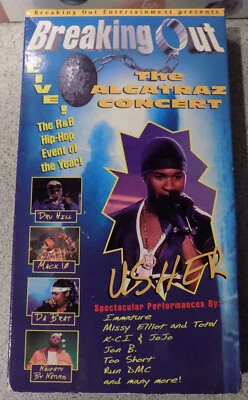 Breaking Out Entertainment presents
Breaking Out
LIVE!
The
ALCATRAZ
CONCERT
The R&B
Hip-Hop
Event of
the Year!
USHER
Dru Hill
Mack 10
Da Brat
Naughty
By Nature
Spectacular Performances By:
Immature
Missy Elliot and Total
K-Ci & JoJo
Jon B.
Too Short
Run DMC
and many more!